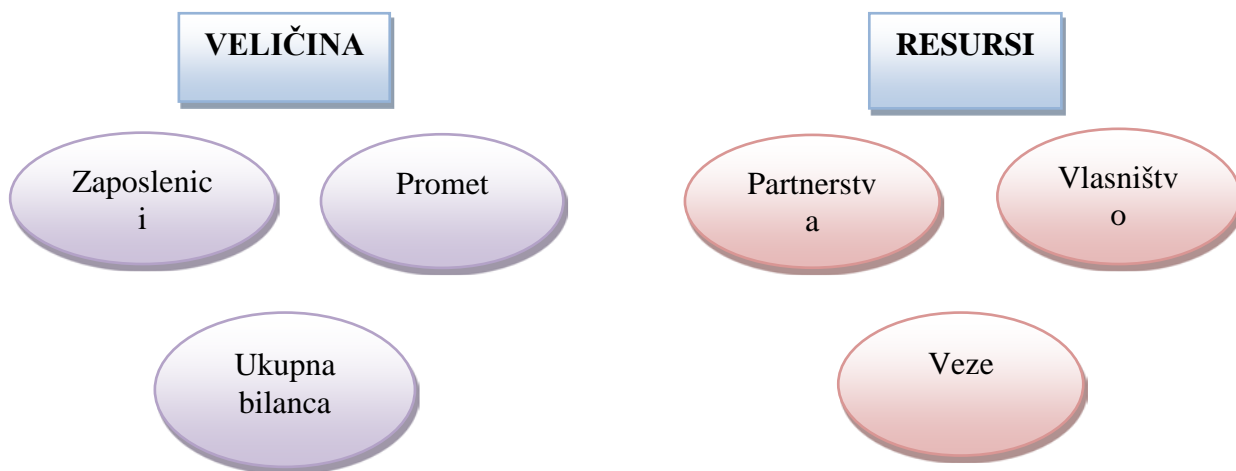 VELIČINA
RESURSI
Zaposlenic
i
Promet
Partnerstv
a
Vlasništv
o
Ukupna
bilanca
Veze